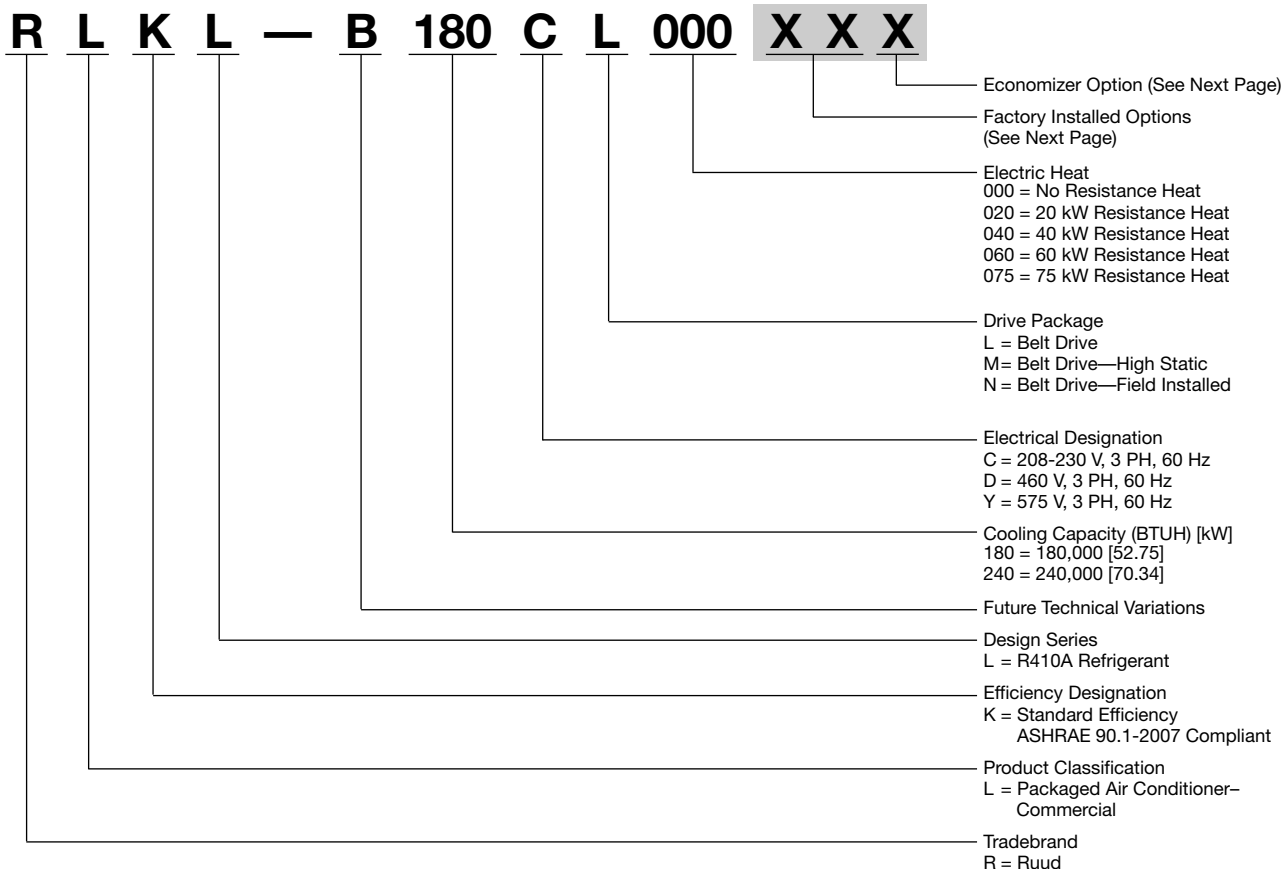 R L K L — B 180 C L 000 X X X
Economizer Option (See Next Page)
Factory Installed Options
(See Next Page)
Electric Heat
000 = No Resistance Heat
020 = 20 kW Resistance Heat
040 = 40 kW Resistance Heat
060 = 60 kW Resistance Heat
075 = 75 kW Resistance Heat
Drive Package
L = Belt Drive
M= Belt Drive—High Static
N = Belt Drive—Field Installed
Electrical Designation
C = 208-230 V, 3 PH, 60 Hz
D = 460 V, 3 PH, 60 Hz
Y = 575 V, 3 PH, 60 Hz
Cooling Capacity (BTUH) [kW]
180 = 180,000 [52.75]
240 = 240,000 [70.34]
Future Technical Variations
Design Series
L = R410A Refrigerant
Efficiency Designation
K = Standard Efficiency
ASHRAE 90.1-2007 Compliant
Product Classification
L = Packaged Air Conditioner–
Commercial
Tradebrand
R = Ruud